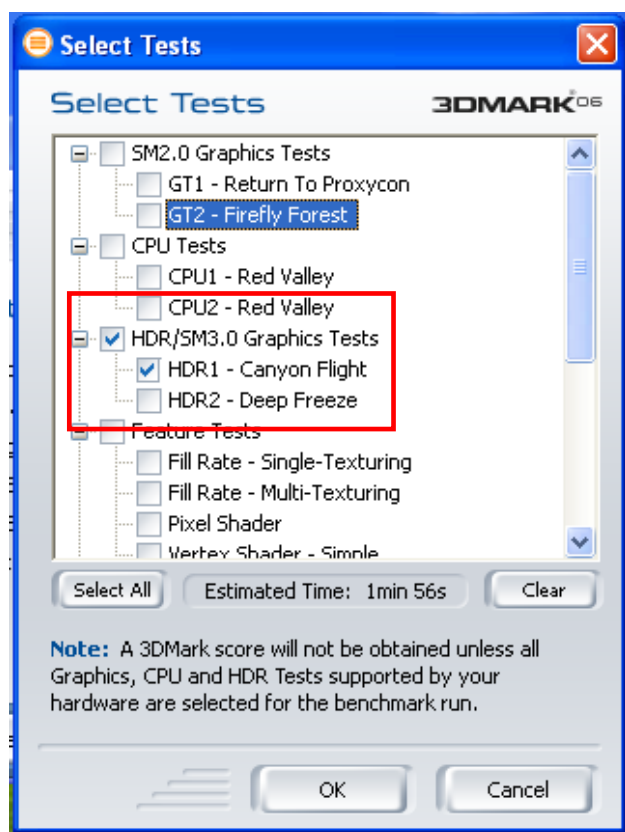 Select Tests
Select Tests 3DMARK®06
SM2.0 Graphics Tests
GT1 - Return To Proxycon
GT2 - Firefly Forest
CPU Tests
CPU1 - Red Valley
CPU2 - Red Valley
HDR/SM3.0 Graphics Tests
HDR1 - Canyon Flight
HDR2 - Deep Freeze
Feature Tests
Fill Rate - Single-Texturing
Fill Rate - Multi-Texturing
Pixel Shader
Vertex Shader - Simple
Select All Estimated Time: 1min 56s Clear
Note: A 3DMark score will not be obtained unless all
Graphics, CPU and HDR Tests supported by your
hardware are selected for the benchmark run.
OK Cancel